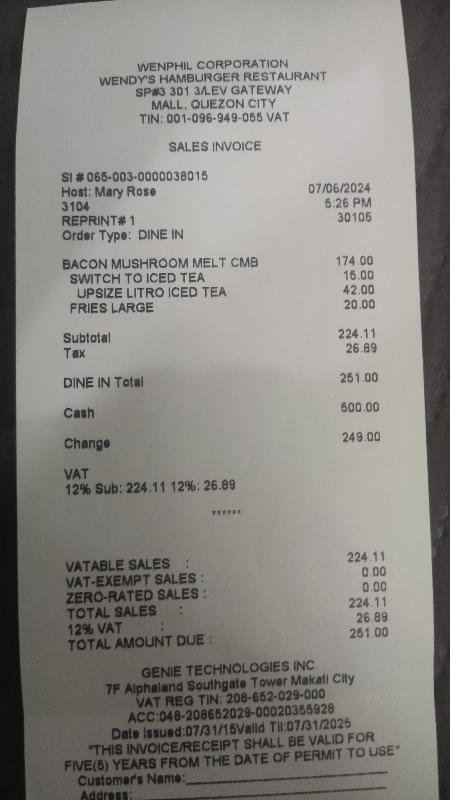 WENPHIL CORPORATION
WENDY'S HAMBURGER RESTAURANT
SP#3 301 3/LEV GATEWAY
MALL, QUEZON CITY
TIN: 001-096-949-055 VAT
SALES INVOICE
SI # 065-003-0000038015
Host: Mary Rose 07/06/2024
3104 5:26 PM
REPRINT# 1 30105
Order Type: DINE IN
BACON MUSHROOM MELT CMB 174.00
SWITCH TO ICED TEA 15.00
UPSIZE LITRO ICED TEA 42.00
FRIES LARGE 20.00
Subtotal 224.11
Tax 26.89
DINE IN Total 251.00
Cash 500.00
Change 249.00
VAT
12% Sub: 224.11 12%: 26.89
******
VATABLE SALES : 224.11
VAT-EXEMPT SALES : 0.00
ZERO-RATED SALES : 0.00
TOTAL SALES : 224.11
12% VAT : 26.89
TOTAL AMOUNT DUE : 251.00
GENIE TECHNOLOGIES INC.
7F Alphaland Southgate Tower Makati City
VAT REG TIN: 208-652-029-000
ACC:048-208652029-00020355928
Date Issued:07/31/15Valid Til:07/31/2025
"THIS INVOICE/RECEIPT SHALL BE VALID FOR
FIVE(5) YEARS FROM THE DATE OF PERMIT TO USE"
Customer's Name:
Address: